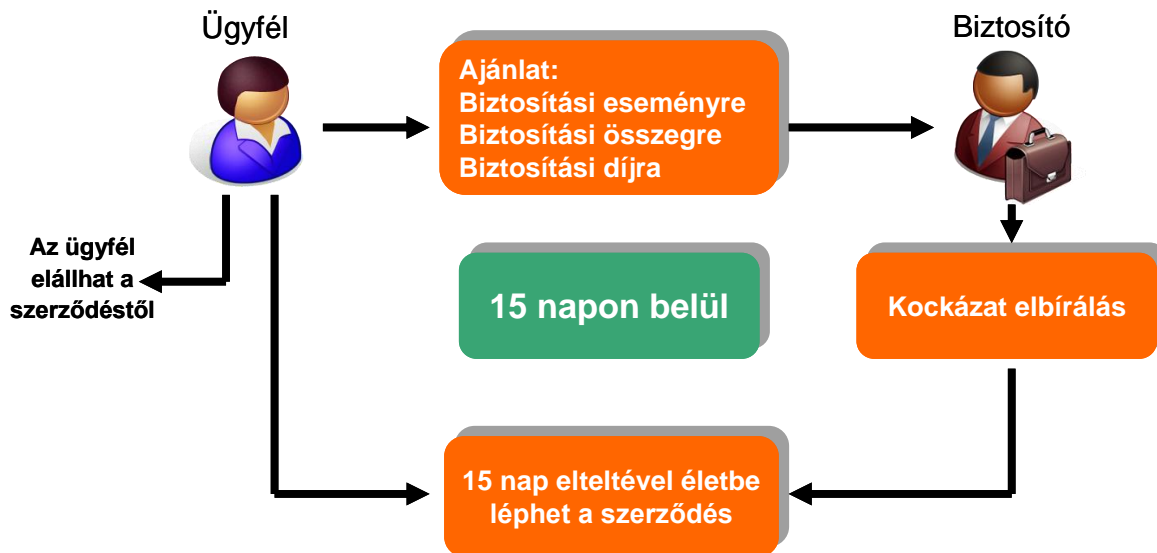 Ügyfél
Biztosító
Ajánlat:
Biztosítási eseményre
Biztosítási összegre
Biztosítási díjra
Az ügyfél
elállhat a
szerződéstől
15 napon belül
Kockázat elbírálás
15 nap elteltével életbe
léphet a szerződés